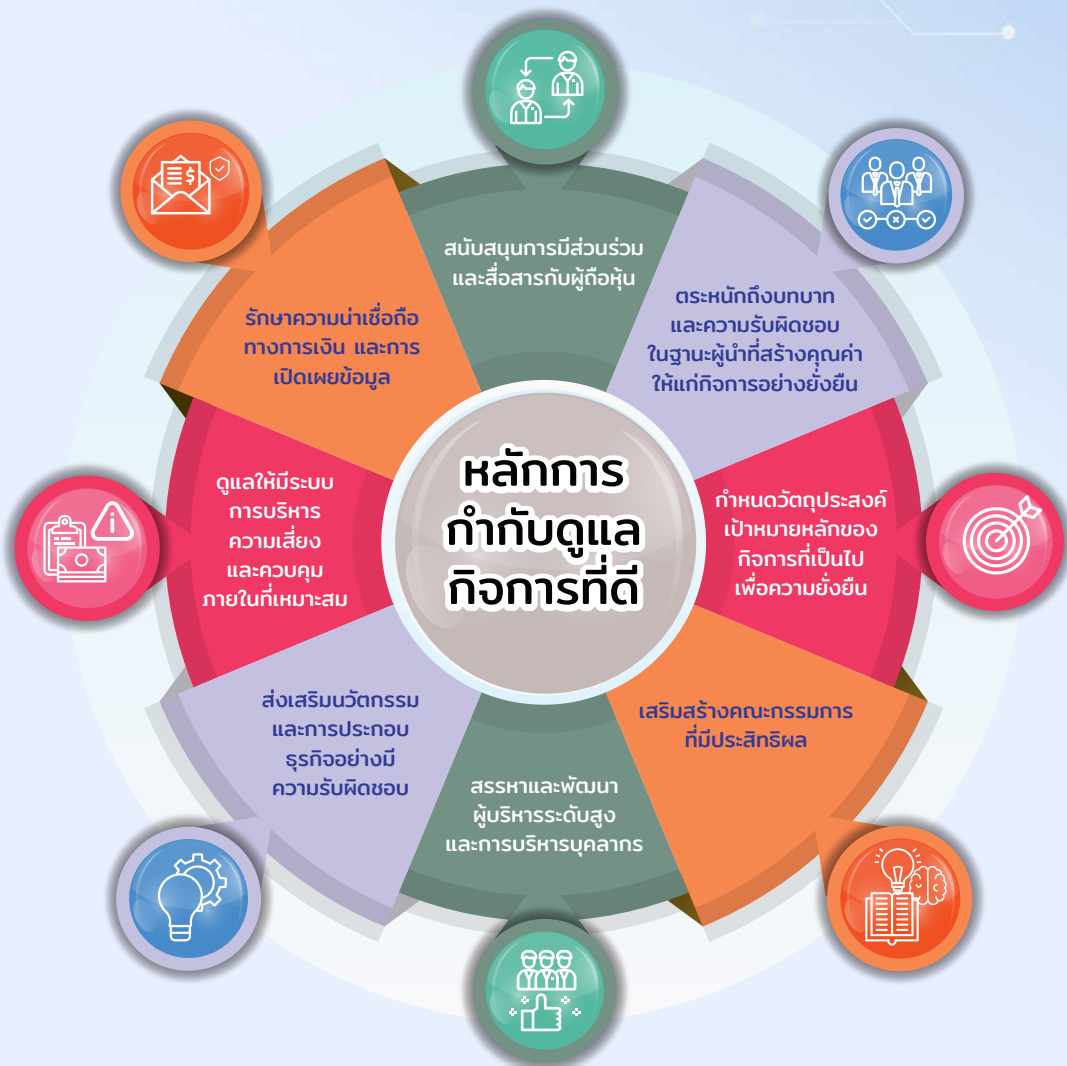 หลักการ
กำกับดูแล
กิจการที่ดี
สนับสนุนการมีส่วนร่วม
และสื่อสารกับผู้ถือหุ้น
ตระหนักถึงบทบาท
และความรับผิดชอบ
ในฐานะผู้นำที่สร้างคุณค่า
ให้แก่กิจการอย่างยั่งยืน
กำหนดวัตถุประสงค์
เป้าหมายหลักของ
กิจการที่เป็นไป
เพื่อความยั่งยืน
เสริมสร้างคณะกรรมการ
ที่มีประสิทธิผล
สรรหาและพัฒนา
ผู้บริหารระดับสูง
และการบริหารบุคลากร
ส่งเสริมนวัตกรรม
และการประกอบ
ธุรกิจอย่างมี
ความรับผิดชอบ
ดูแลให้มีระบบ
การบริหาร
ความเสี่ยง
และควบคุม
ภายในที่เหมาะสม
รักษาความน่าเชื่อถือ
ทางการเงิน และการ
เปิดเผยข้อมูล